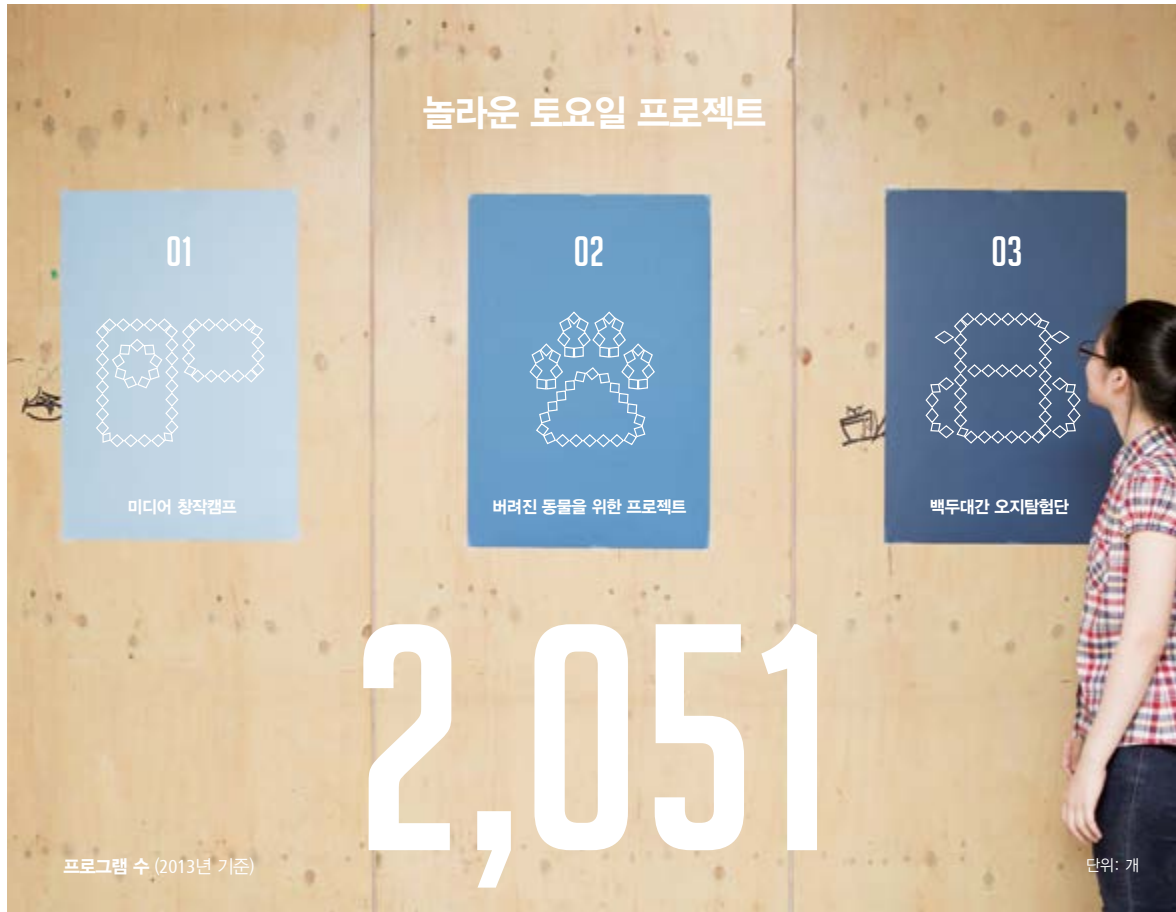 놀라운 토요일 프로젝트
01
02
03
미디어 창작캠프
버려진 동물을 위한 프로젝트
백두대간 오지탐험단
2,051
프로그램 수 (2013년 기준)
단위: 개